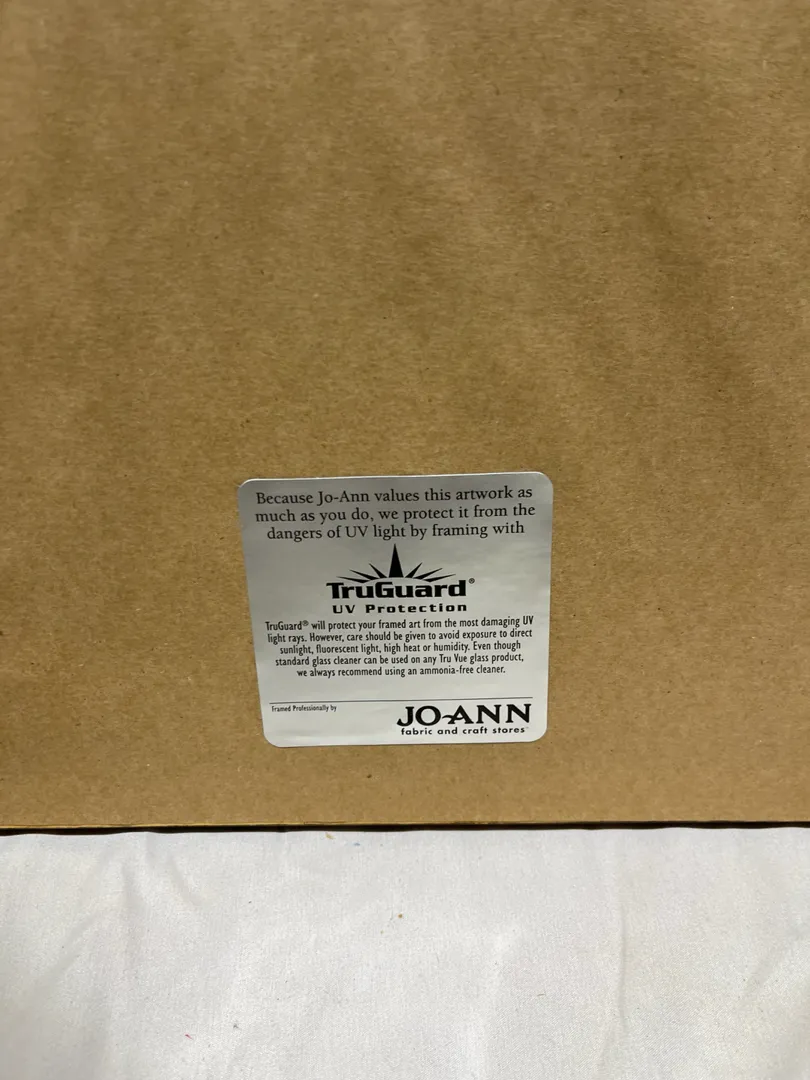 Because Jo-Ann values this artwork as
much as you do, we protect it from the
dangers of UV light by framing with
TruGuard®
UV Protection
TruGuard® will protect your framed art from the most damaging UV
light rays. However, care should be given to avoid exposure to direct
sunlight, fluorescent light, high heat or humidity. Even though
standard glass cleaner can be used on any Tru Vue glass product,
we always recommend using an ammonia-free cleaner.
Framed Professionally by
JO-ANN
fabric and craft stores